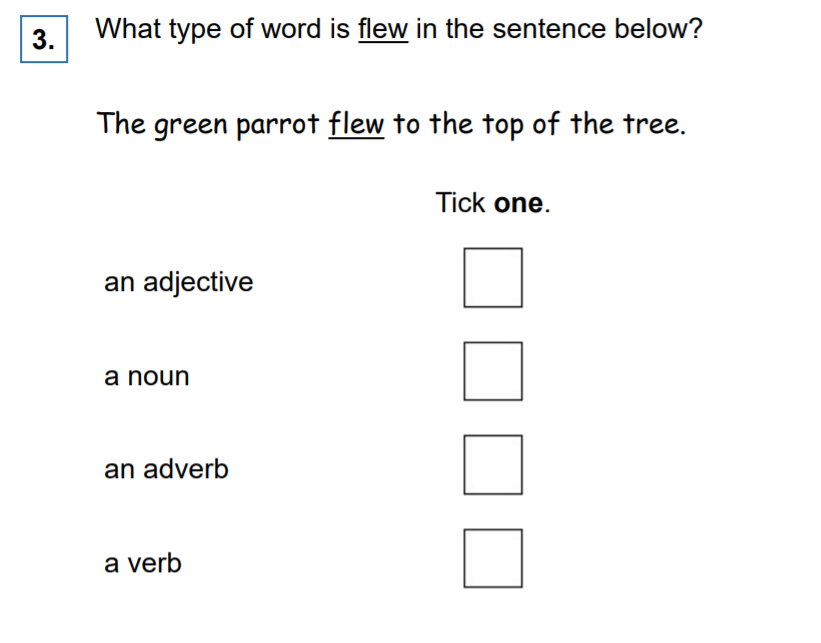 3. What type of word is flew in the sentence below?
The green parrot flew to the top of the tree.
Tick one.
an adjective
a noun
an adverb
a verb